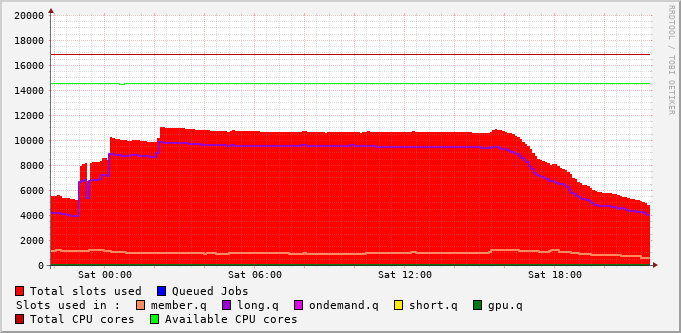 20000
18000
16000
14000
12000
10000
8000
6000
4000
2000
0
Sat 00:00 Sat 06:00 Sat 12:00 Sat 18:00
RRDTOOL / TOBI OETIKER
Total slots used Queued Jobs
Slots used in : member.q long.q ondemand.q short.q gpu.q
Total CPU cores Available CPU cores